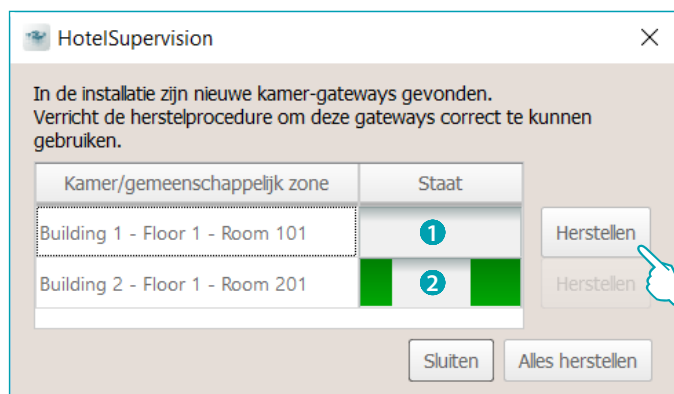 HotelSupervision
In de installatie zijn nieuwe kamer-gateways gevonden.
Verricht de herstelprocedure om deze gateways correct te kunnen
gebruiken.
Kamer/gemeenschappelijk zone Staat
Building 1 - Floor 1 - Room 101 1 Herstellen
Building 2 - Floor 1 - Room 201 2 Herstellen
Sluiten Alles herstellen